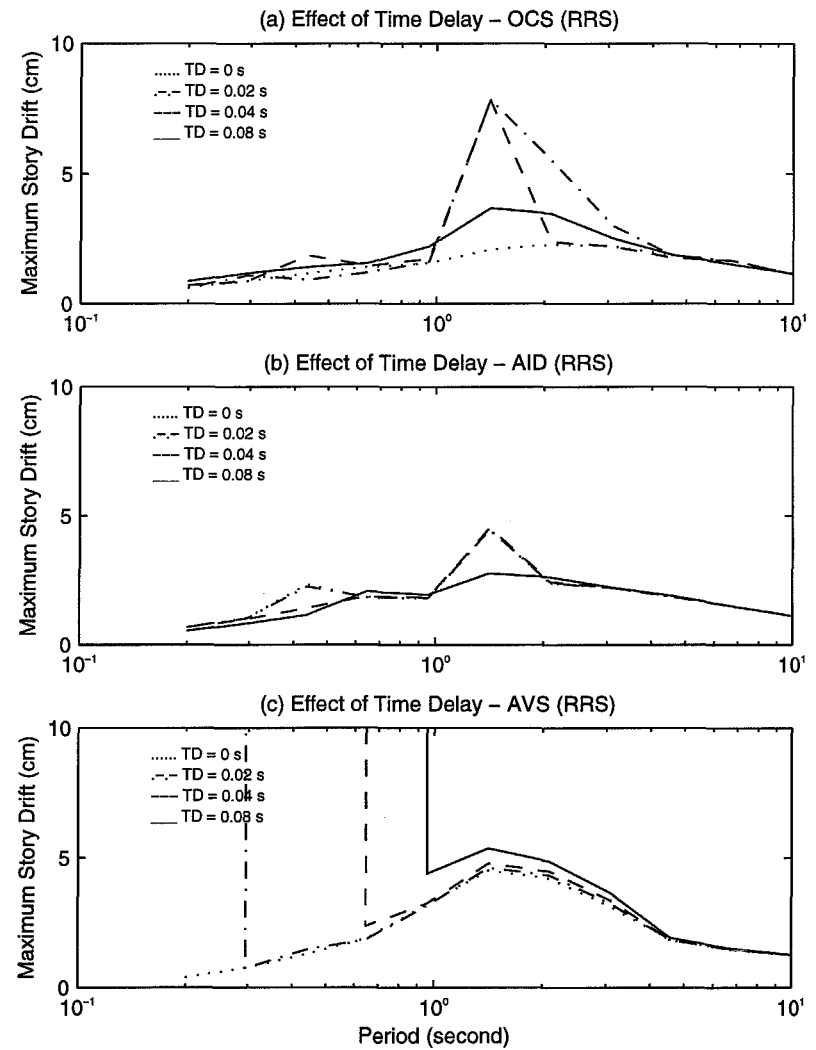 (a) Effect of Time Delay – OCS (RRS)
10
5
0
Maximum Story Drift (cm)
TD = 0 s
TD = 0.02 s
TD = 0.04 s
TD = 0.08 s
10⁻¹
10⁰
10¹
(b) Effect of Time Delay – AID (RRS)
10
5
0
Maximum Story Drift (cm)
TD = 0 s
TD = 0.02 s
TD = 0.04 s
TD = 0.08 s
10⁻¹
10⁰
10¹
(c) Effect of Time Delay – AVS (RRS)
10
5
0
Maximum Story Drift (cm)
TD = 0 s
TD = 0.02 s
TD = 0.04 s
TD = 0.08 s
10⁻¹
10⁰
10¹
Period (second)